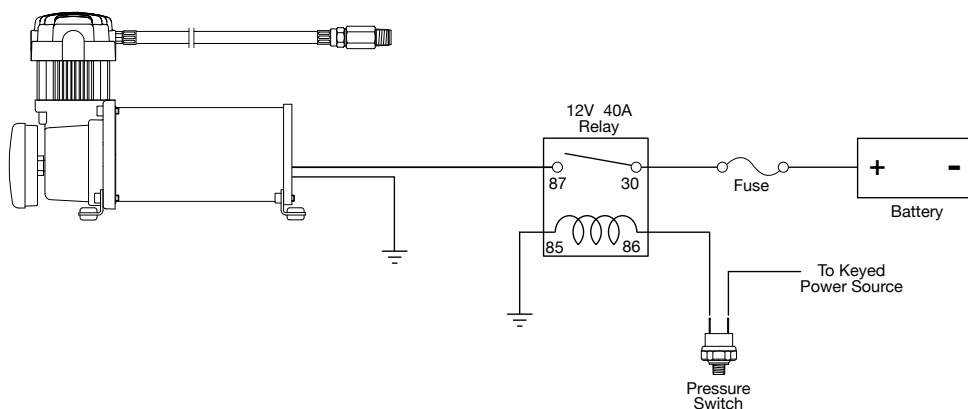 12V 40A
Relay
87
30
Fuse
+
-
Battery
85
86
To Keyed
Power Source
Pressure
Switch